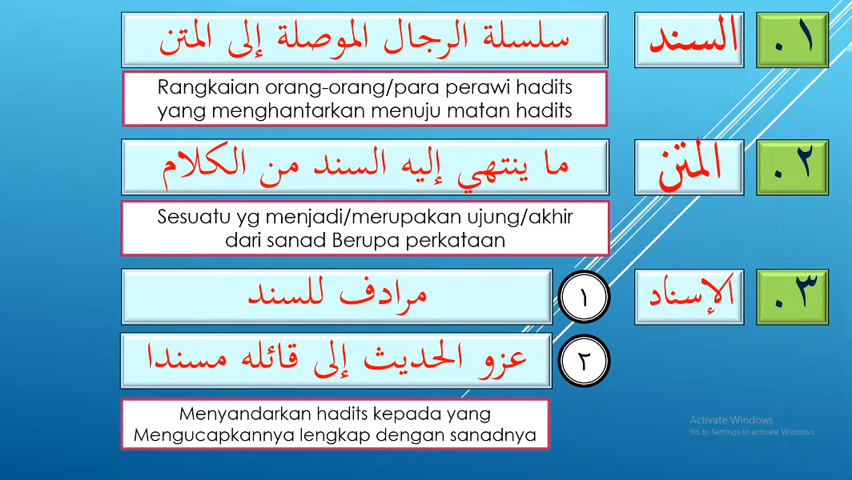 ٠١
السند
سلسلة الرجال الموصلة إلى المتن
Rangkaian orang-orang/para perawi hadits
yang menghantarkan menuju matan hadits
٠٢
المتن
ما ينتهي إليه السند من الكلام
Sesuatu yg menjadi/merupakan ujung/akhir
dari sanad Berupa perkataan
٠٣
الإسناد
١
مرادف للسند
٢
عزو الحديث إلى قائله مسندا
Menyandarkan hadits kepada yang
Mengucapkannya lengkap dengan sanadnya
Activate Windows
Go to Settings to activate Windows